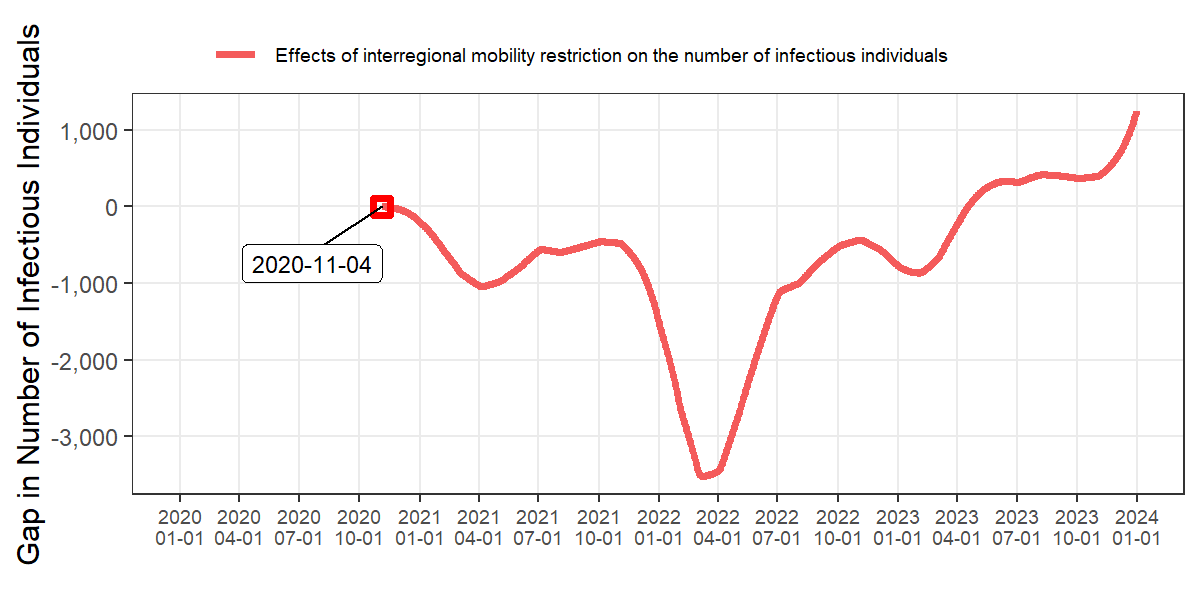 Effects of interregional mobility restriction on the number of infectious individuals
Gap in Number of Infectious Individuals
1,000
0
-1,000
-2,000
-3,000
2020-11-04
2020 2020 2020 2020 2021 2021 2021 2021 2022 2022 2022 2022 2023 2023 2023 2023 2024
01-01 04-01 07-01 10-01 01-01 04-01 07-01 10-01 01-01 04-01 07-01 10-01 01-01 04-01 07-01 10-01 01-01